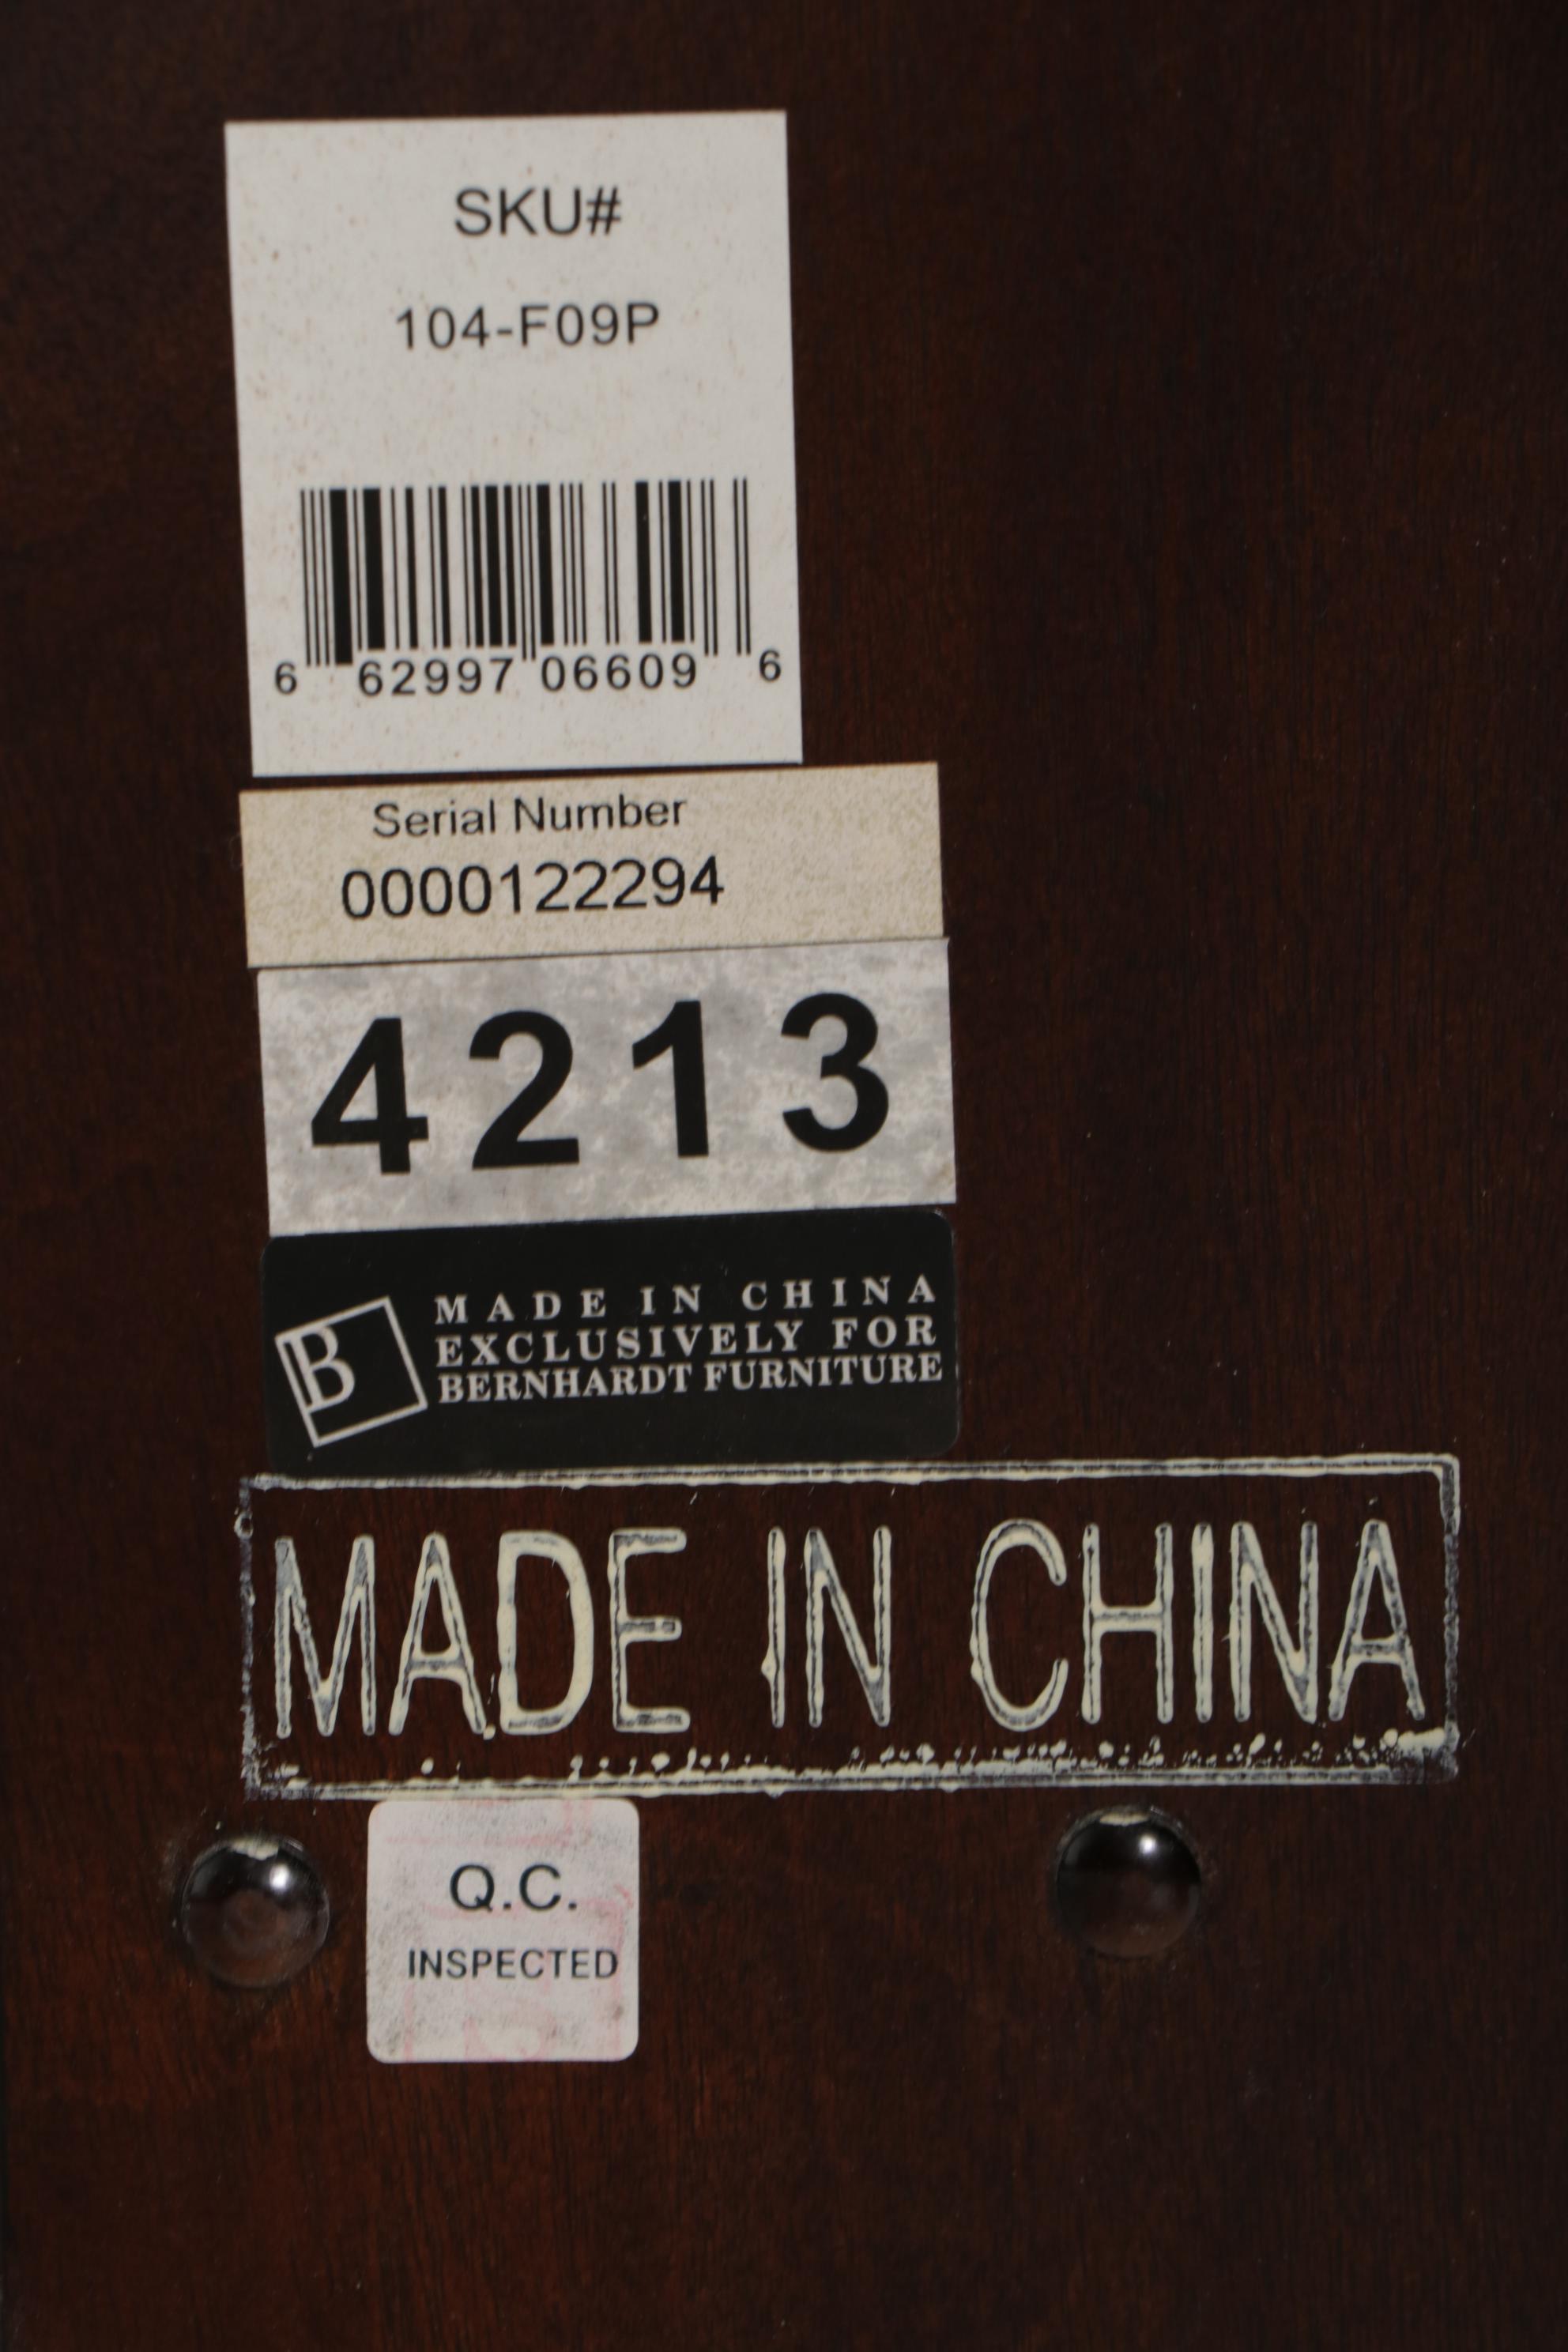 SKU#
104-F09P
6 62997 06609 6
Serial Number
0000122294
4213
B
MADE IN CHINA
EXCLUSIVELY FOR
BERNHARDT FURNITURE
MADE IN CHINA
Q.C.
INSPECTED